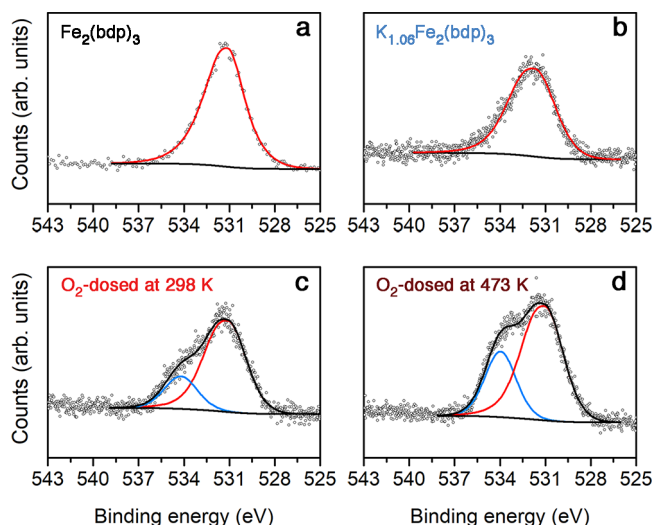 a
Fe₂(bdp)₃
Counts (arb. units)
543 540 537 534 531 528 525
b
K₁.₀₆Fe₂(bdp)₃
543 540 537 534 531 528 525
c
O₂-dosed at 298 K
Counts (arb. units)
543 540 537 534 531 528 525
Binding energy (eV)
d
O₂-dosed at 473 K
543 540 537 534 531 528 525
Binding energy (eV)